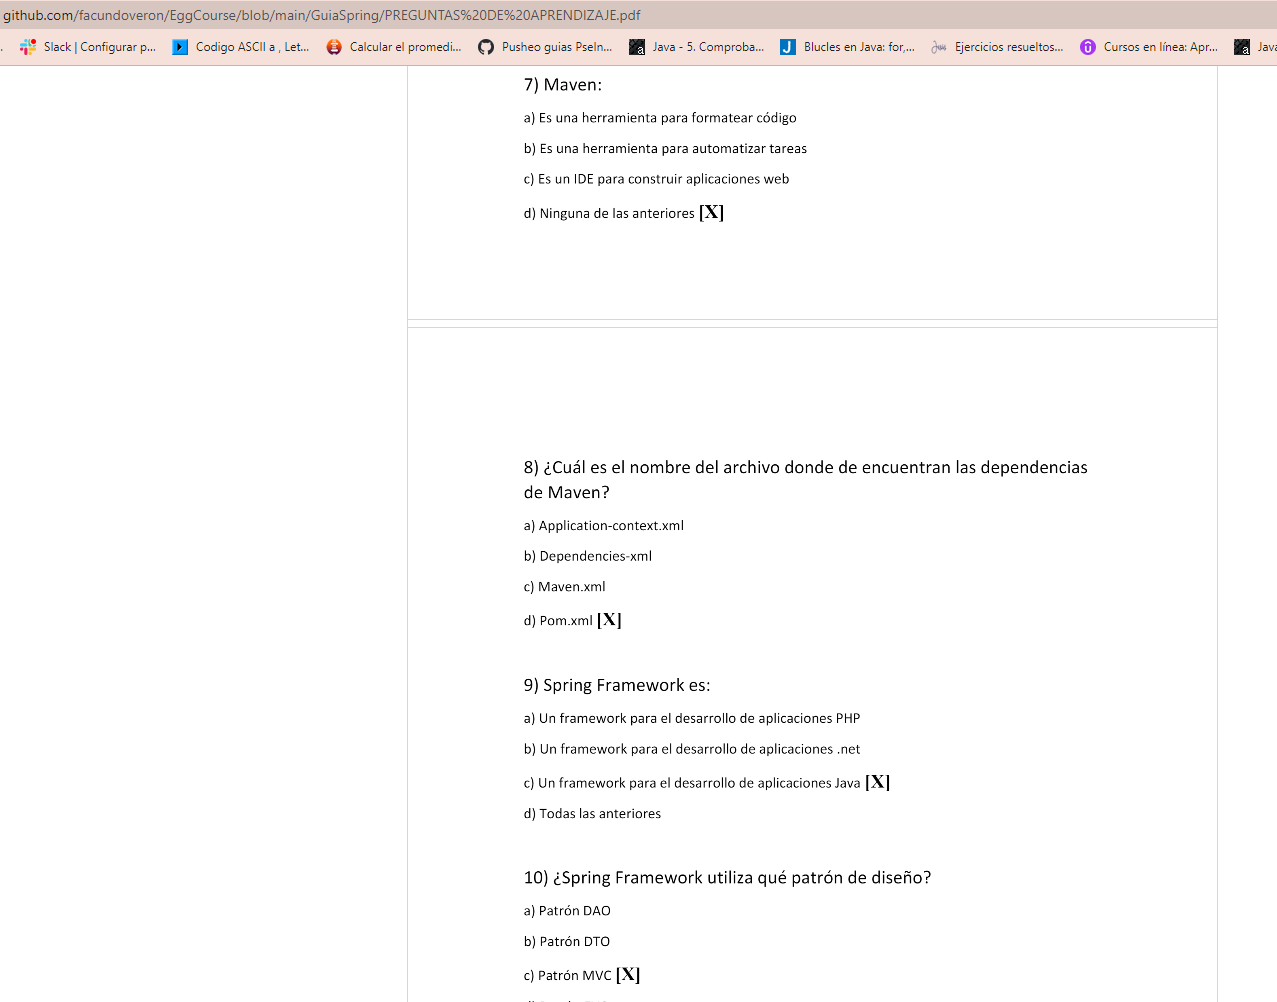 github.com/facundoveron/EggCourse/blob/main/GuiaSpring/PREGUNTAS%20DE%20APRENDIZAJE.pdf
Slack | Configurar p... Codigo ASCII a , Let... Calcular el promedi... Pusheo guias PseIn... Java - 5. Comproba... Blucles en Java: for,... Ejercicios resueltos... Cursos en línea: Apr... Java
7) Maven:
a) Es una herramienta para formatear código
b) Es una herramienta para automatizar tareas
c) Es un IDE para construir aplicaciones web
d) Ninguna de las anteriores [X]
8) ¿Cuál es el nombre del archivo donde de encuentran las dependencias
de Maven?
a) Application-context.xml
b) Dependencies-xml
c) Maven.xml
d) Pom.xml [X]
9) Spring Framework es:
a) Un framework para el desarrollo de aplicaciones PHP
b) Un framework para el desarrollo de aplicaciones .net
c) Un framework para el desarrollo de aplicaciones Java [X]
d) Todas las anteriores
10) ¿Spring Framework utiliza qué patrón de diseño?
a) Patrón DAO
b) Patrón DTO
c) Patrón MVC [X]